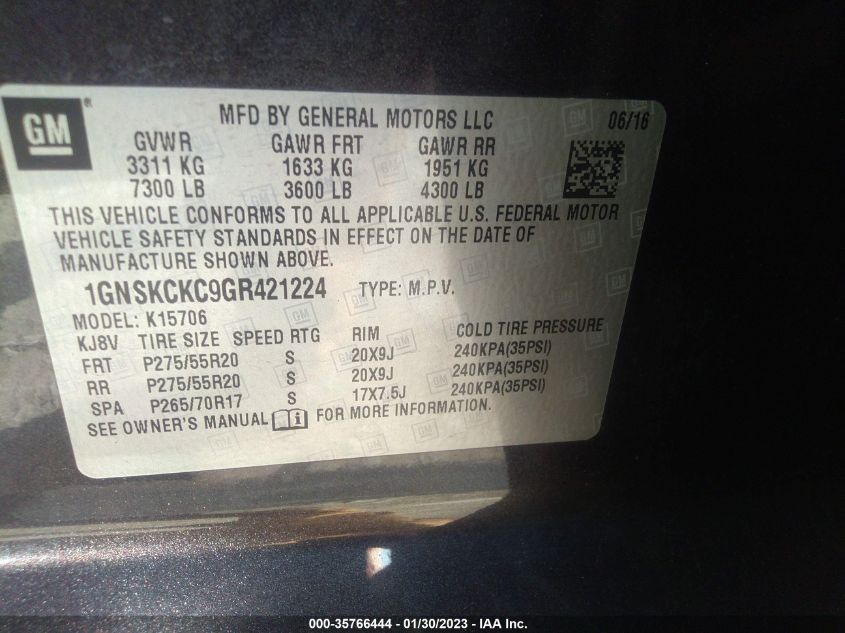 GM®
MFD BY GENERAL MOTORS LLC 06/16
GVWR GAWR FRT GAWR RR
3311 KG 1633 KG 1951 KG
7300 LB 3600 LB 4300 LB
THIS VEHICLE CONFORMS TO ALL APPLICABLE U.S. FEDERAL MOTOR
VEHICLE SAFETY STANDARDS IN EFFECT ON THE DATE OF
MANUFACTURE SHOWN ABOVE.
1GNSKCKC9GR421224 TYPE: M.P.V.
MODEL: K15706
KJ8V TIRE SIZE SPEED RTG RIM COLD TIRE PRESSURE
FRT P275/55R20 S 20X9J 240KPA(35PSI)
RR P275/55R20 S 20X9J 240KPA(35PSI)
SPA P265/70R17 S 17X7.5J 240KPA(35PSI)
SEE OWNER'S MANUAL FOR MORE INFORMATION.
000-35766444 - 01/30/2023 - IAA Inc.